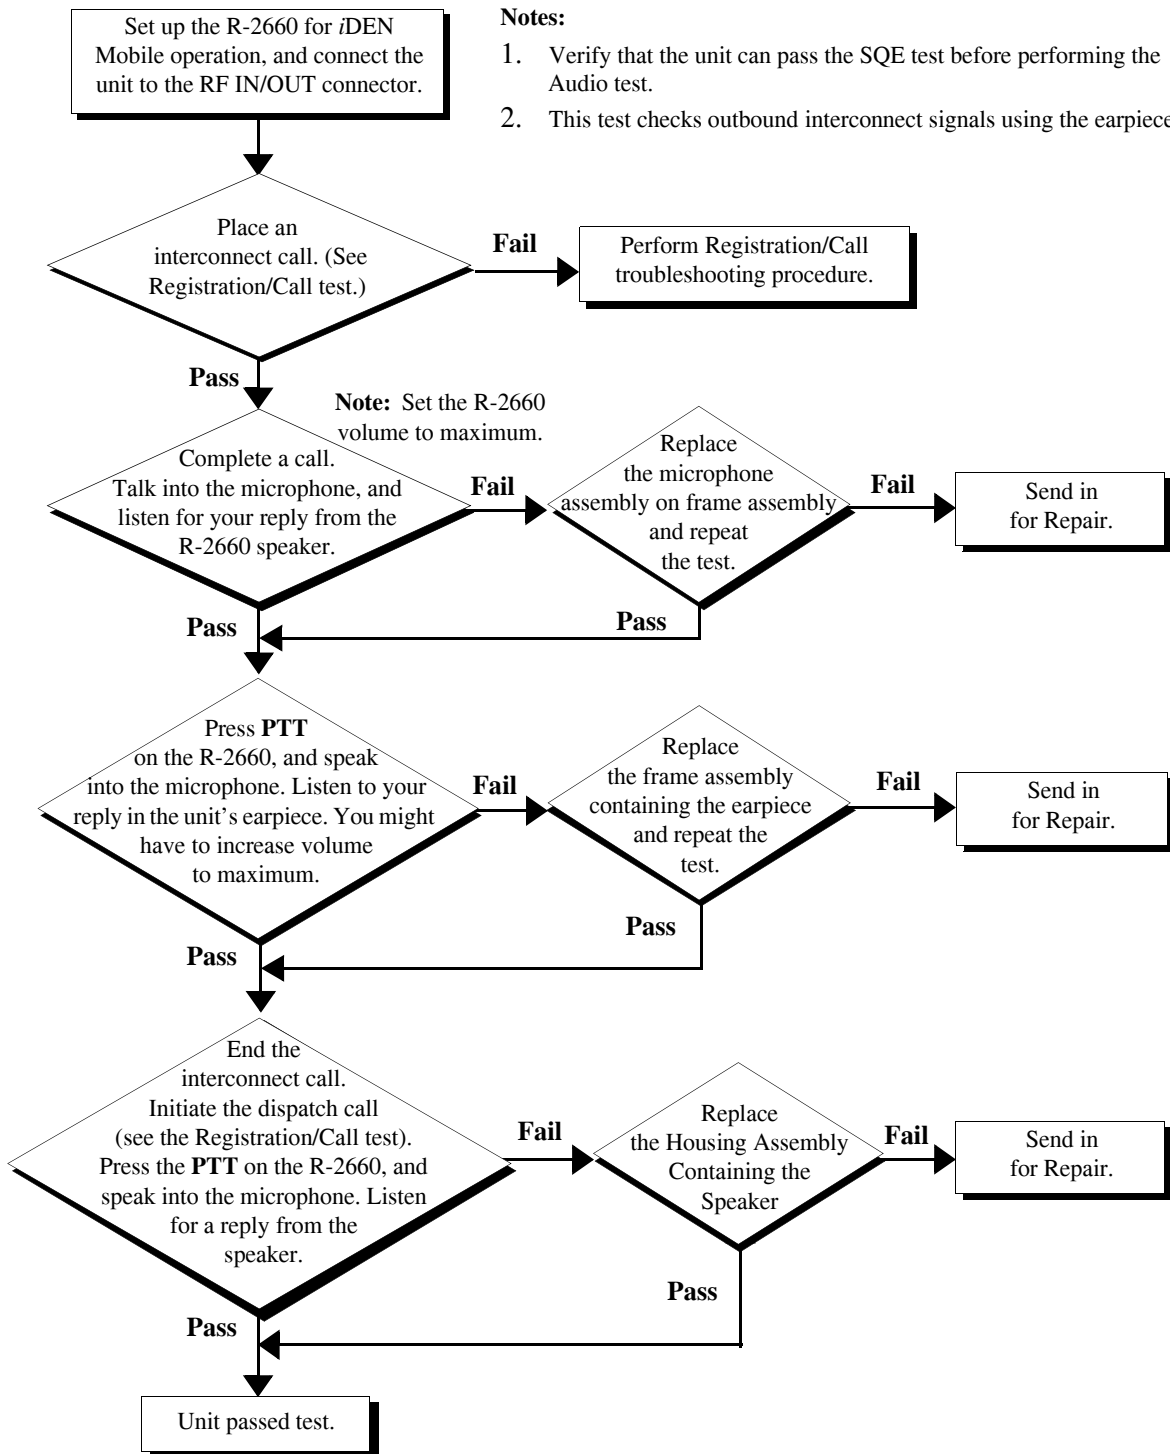 Set up the R-2660 for iDEN
Mobile operation, and connect the
unit to the RF IN/OUT connector.
Notes:
1. Verify that the unit can pass the SQE test before performing the
Audio test.
2. This test checks outbound interconnect signals using the earpiece
Place an
interconnect call. (See
Registration/Call test.)
Fail
Perform Registration/Call
troubleshooting procedure.
Pass
Note: Set the R-2660
volume to maximum.
Complete a call.
Talk into the microphone, and
listen for your reply from the
R-2660 speaker.
Fail
Replace
the microphone
assembly on frame assembly
and repeat
the test.
Fail
Send in
for Repair.
Pass
Pass
Press PTT
on the R-2660, and speak
into the microphone. Listen to your
reply in the unit’s earpiece. You might
have to increase volume
to maximum.
Fail
Replace
the frame assembly
containing the earpiece
and repeat the
test.
Fail
Send in
for Repair.
Pass
Pass
End the
interconnect call.
Initiate the dispatch call
(see the Registration/Call test).
Press the PTT on the R-2660, and
speak into the microphone. Listen
for a reply from the
speaker.
Fail
Replace
the Housing Assembly
Containing the
Speaker
Fail
Send in
for Repair.
Pass
Pass
Unit passed test.